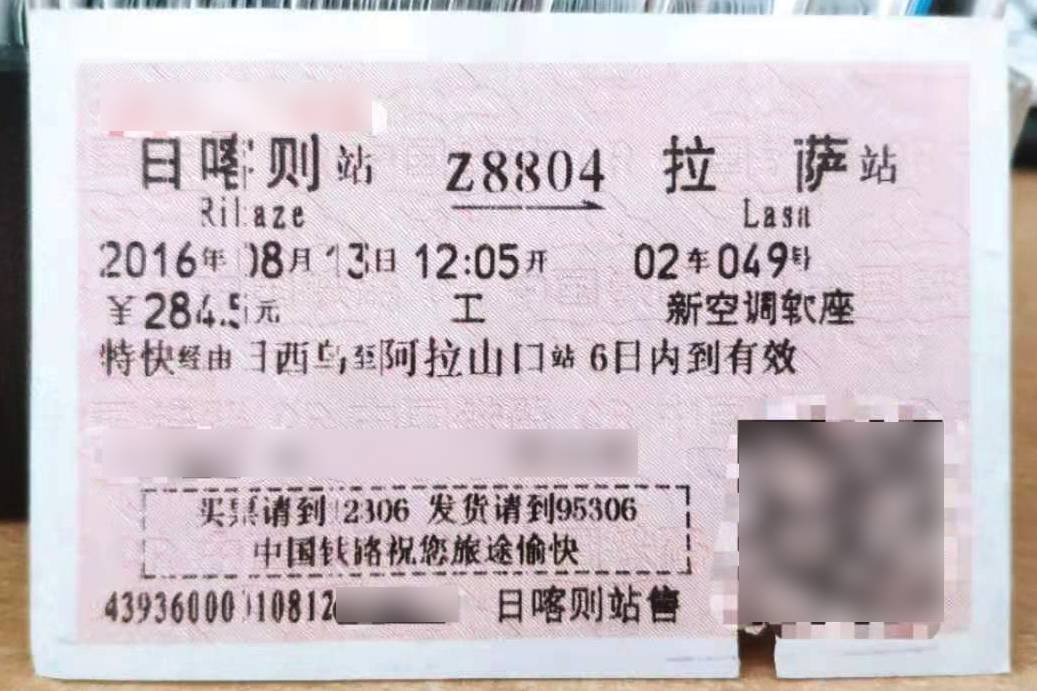 日喀则站 Z8804 拉萨站
Rikaze Lasa
2016年08月13日 12:05开 02车049号
￥284.5元 工 新空调软座
特快经由日西乌至阿拉山口站 6日内到有效
买票请到12306 发货请到95306
中国铁路祝您旅途愉快
日喀则站售